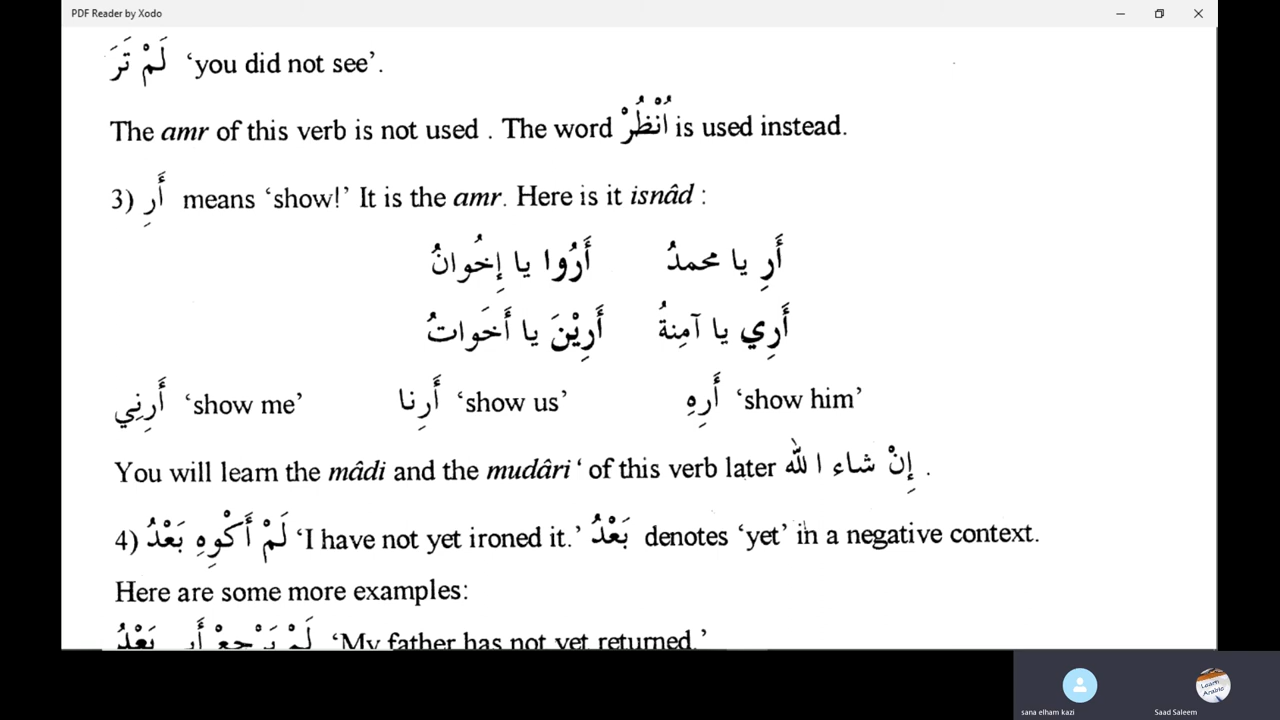 PDF Reader by Xodo
لَمْ تَرَ ‘you did not see’.
The amr of this verb is not used . The word اُنْظُرْ is used instead.
3) أَرِ means ‘show!’ It is the amr. Here is it isnâd :
أَرِ يا محمدُ أَرُوا يا إِخْوانُ
أَرِي يا آمِنةُ أَرِيْنَ يا أَخَواتُ
أَرِنِي ‘show me’ أَرِنا ‘show us’ أَرِهِ ‘show him’
You will learn the mâdi and the mudâri‘ of this verb later إِنْ شاء ا لله .
4) لَمْ أَكْوِهِ بَعْدُ ‘I have not yet ironed it.’ بَعْدُ denotes ‘yet’ in a negative context.
Here are some more examples:
لَمْ يَرْجِعْ أَبِي بَعْدُ ‘My father has not yet returned.’
sana elham kazi Saad Saleem
Learn
Arabic